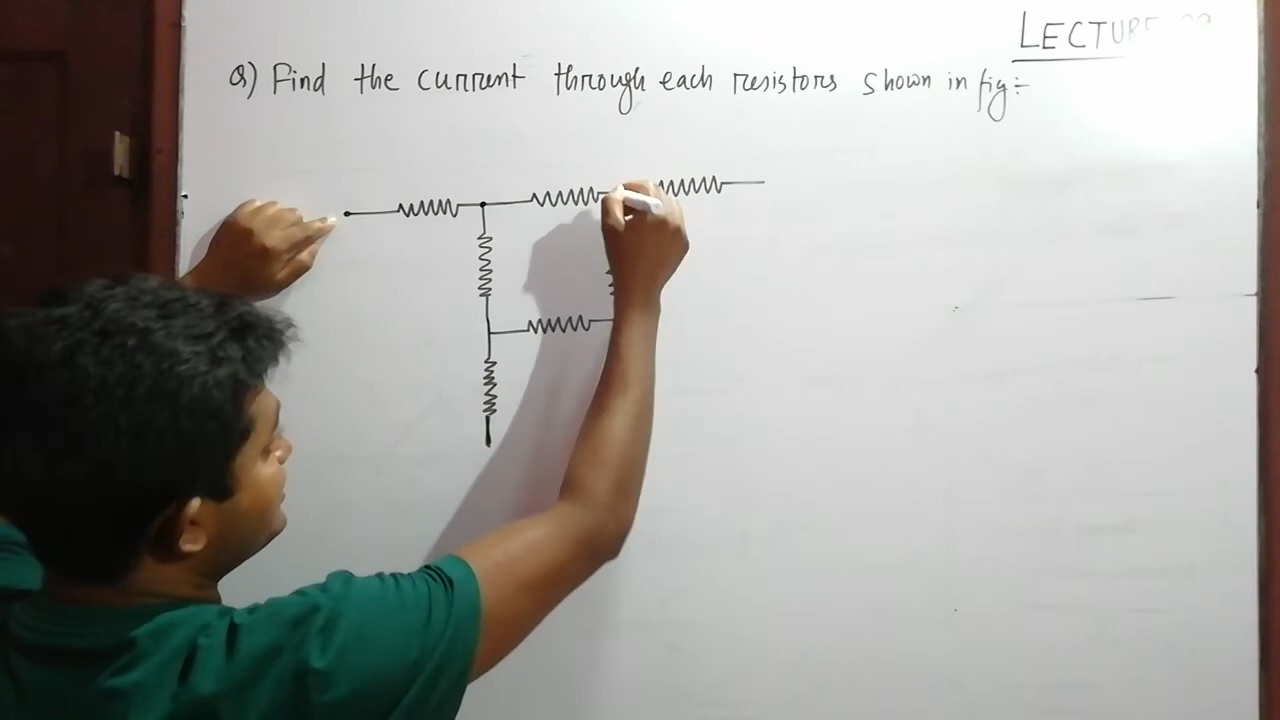 LECTURE
Q) Find the current through each resistors shown in fig:-